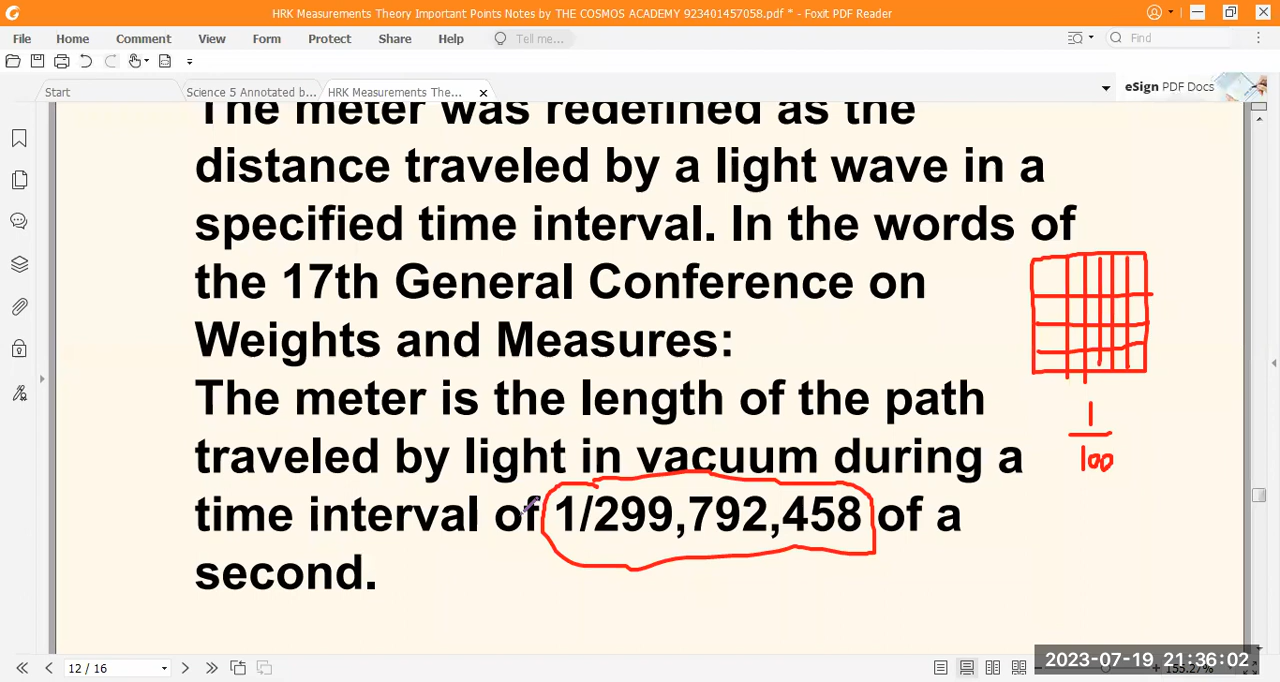 HRK Measurements Theory Important Points Notes by THE COSMOS ACADEMY 923401457058.pdf * - Foxit PDF Reader
File Home Comment View Form Protect Share Help Tell me... Find
Start Science 5 Annotated b... HRK Measurements The... eSign PDF Docs
The meter was redefined as the
distance traveled by a light wave in a
specified time interval. In the words of
the 17th General Conference on
Weights and Measures:
The meter is the length of the path
traveled by light in vacuum during a
time interval of 1/299,792,458 of a
second.
1
100
12 / 16
2023-07-19 21:36:02
155.27%